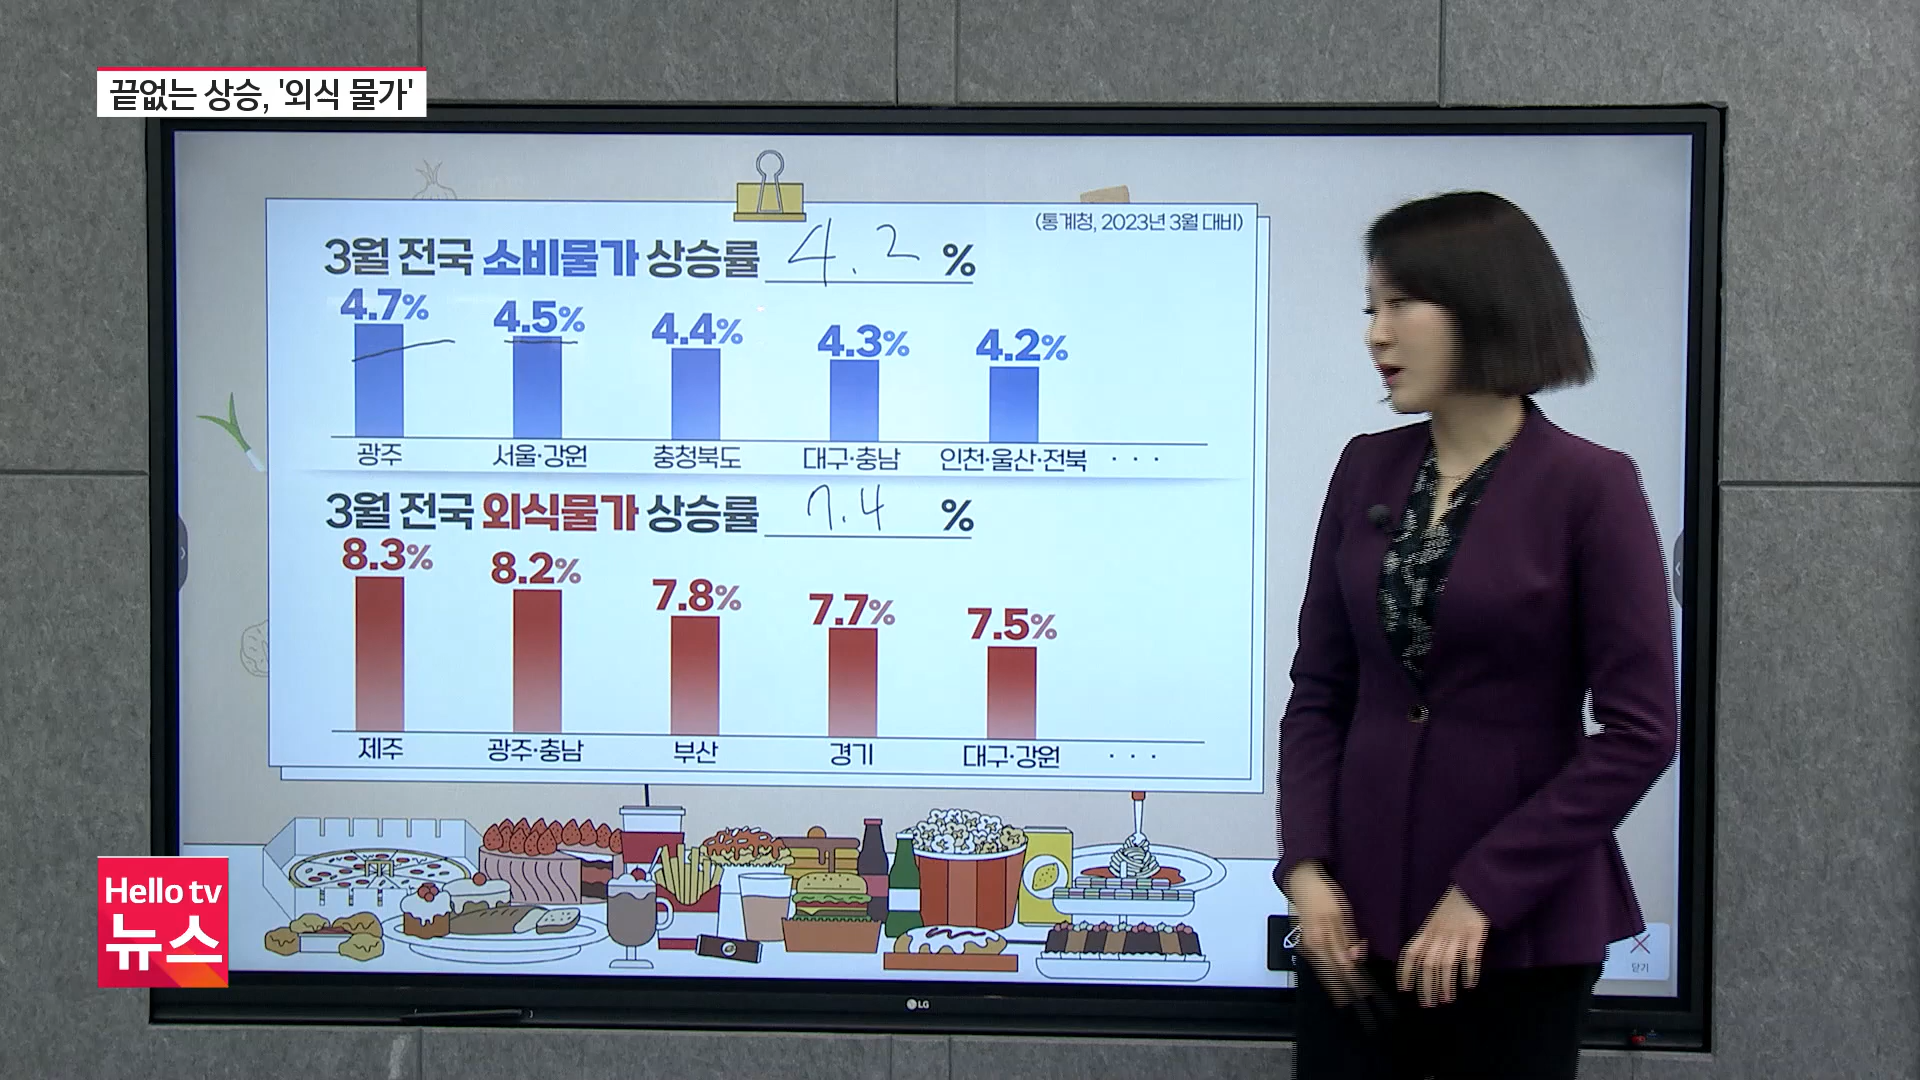 끝없는 상승, '외식 물가'
(통계청, 2023년 3월 대비)
3월 전국 소비물가 상승률 4.2 %
4.7% 4.5% 4.4% 4.3% 4.2%
광주 서울·강원 충청북도 대구·충남 인천·울산·전북 ···
3월 전국 외식물가 상승률 7.4 %
8.3% 8.2% 7.8% 7.7% 7.5%
제주 광주·충남 부산 경기 대구·강원 ···
Hello tv
뉴스
닫기
LG